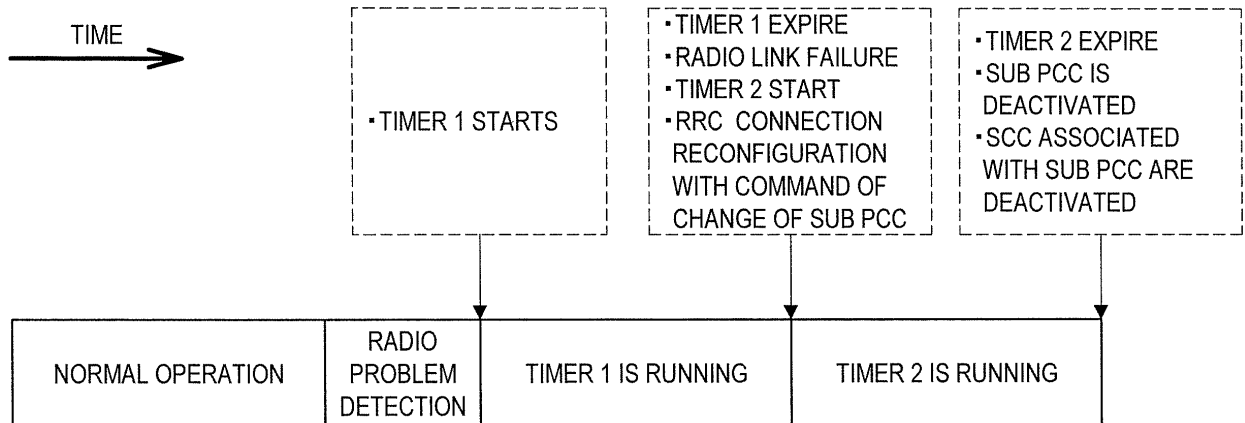 TIME
・TIMER 1 STARTS
・TIMER 1 EXPIRE
・RADIO LINK FAILURE
・TIMER 2 START
・RRC CONNECTION
RECONFIGURATION
WITH COMMAND OF
CHANGE OF SUB PCC
・TIMER 2 EXPIRE
・SUB PCC IS
DEACTIVATED
・SCC ASSOCIATED
WITH SUB PCC ARE
DEACTIVATED
NORMAL OPERATION
RADIO
PROBLEM
DETECTION
TIMER 1 IS RUNNING
TIMER 2 IS RUNNING